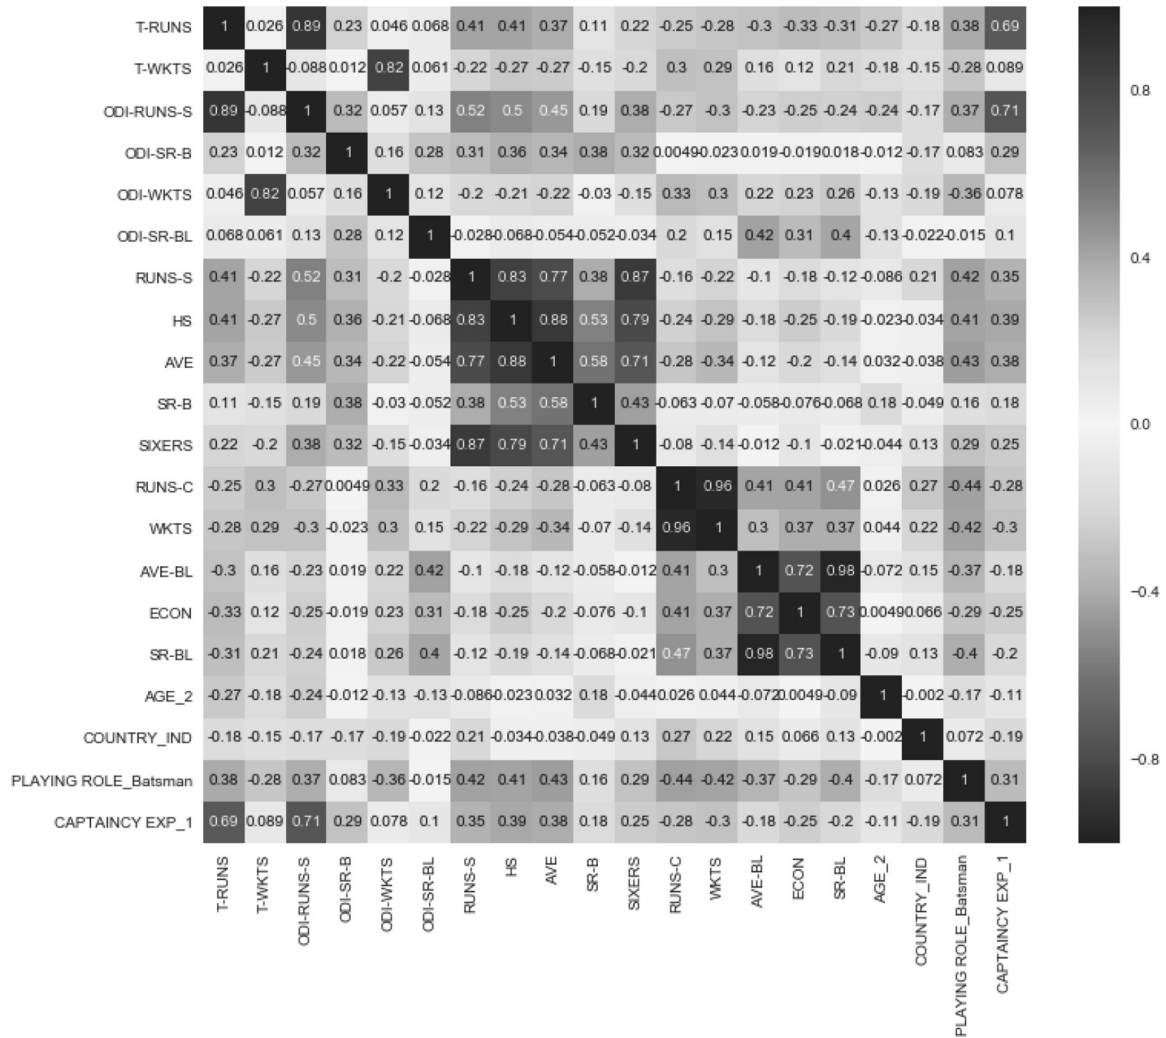 T-RUNS 1 0.026 0.89 0.23 0.046 0.068 0.41 0.41 0.37 0.11 0.22 -0.25 -0.28 -0.3 -0.33 -0.31 -0.27 -0.18 0.38 0.69
T-WKTS 0.026 1 -0.088 0.012 0.82 0.061 -0.22 -0.27 -0.27 -0.15 -0.2 0.3 0.29 0.16 0.12 0.21 -0.18 -0.15 -0.28 0.089
0.8
ODI-RUNS-S 0.89 -0.088 1 0.32 0.057 0.13 0.52 0.5 0.45 0.19 0.38 -0.27 -0.3 -0.23 -0.25 -0.24 -0.24 -0.17 0.37 0.71
ODI-SR-B 0.23 0.012 0.32 1 0.16 0.28 0.31 0.36 0.34 0.38 0.32 0.0049 -0.023 0.019 -0.019 0.018 -0.012 -0.17 0.083 0.29
ODI-WKTS 0.046 0.82 0.057 0.16 1 0.12 -0.2 -0.21 -0.22 -0.03 -0.15 0.33 0.3 0.22 0.23 0.26 -0.13 -0.19 -0.36 0.078
ODI-SR-BL 0.068 0.061 0.13 0.28 0.12 1 -0.028 -0.068 -0.054 -0.052 -0.034 0.2 0.15 0.42 0.31 0.4 -0.13 -0.022 -0.015 0.1
0.4
RUNS-S 0.41 -0.22 0.52 0.31 -0.2 -0.028 1 0.83 0.77 0.38 0.87 -0.16 -0.22 -0.1 -0.18 -0.12 -0.086 0.21 0.42 0.35
HS 0.41 -0.27 0.5 0.36 -0.21 -0.068 0.83 1 0.88 0.53 0.79 -0.24 -0.29 -0.18 -0.25 -0.19 -0.023 -0.034 0.41 0.39
AVE 0.37 -0.27 0.45 0.34 -0.22 -0.054 0.77 0.88 1 0.58 0.71 -0.28 -0.34 -0.12 -0.2 -0.14 0.032 -0.038 0.43 0.38
SR-B 0.11 -0.15 0.19 0.38 -0.03 -0.052 0.38 0.53 0.58 1 0.43 -0.063 -0.07 -0.058 -0.076 -0.068 0.18 -0.049 0.16 0.18
0.0
SIXERS 0.22 -0.2 0.38 0.32 -0.15 -0.034 0.87 0.79 0.71 0.43 1 -0.08 -0.14 -0.012 -0.1 -0.021 -0.044 0.13 0.29 0.25
RUNS-C -0.25 0.3 -0.27 0.0049 0.33 0.2 -0.16 -0.24 -0.28 -0.063 -0.08 1 0.96 0.41 0.41 0.47 0.026 0.27 -0.44 -0.28
WKTS -0.28 0.29 -0.3 -0.023 0.3 0.15 -0.22 -0.29 -0.34 -0.07 -0.14 0.96 1 0.3 0.37 0.37 0.044 0.22 -0.42 -0.3
AVE-BL -0.3 0.16 -0.23 0.019 0.22 0.42 -0.1 -0.18 -0.12 -0.058 -0.012 0.41 0.3 1 0.72 0.98 -0.072 0.15 -0.37 -0.18
−0.4
ECON -0.33 0.12 -0.25 -0.019 0.23 0.31 -0.18 -0.25 -0.2 -0.076 -0.1 0.41 0.37 0.72 1 0.73 0.0049 0.066 -0.29 -0.25
SR-BL -0.31 0.21 -0.24 0.018 0.26 0.4 -0.12 -0.19 -0.14 -0.068 -0.021 0.47 0.37 0.98 0.73 1 -0.09 0.13 -0.4 -0.2
AGE_2 -0.27 -0.18 -0.24 -0.012 -0.13 -0.13 -0.086 -0.023 0.032 0.18 -0.044 0.026 0.044 -0.072 0.0049 -0.09 1 -0.002 -0.17 -0.11
COUNTRY_IND -0.18 -0.15 -0.17 -0.17 -0.19 -0.022 0.21 -0.034 -0.038 -0.049 0.13 0.27 0.22 0.15 0.066 0.13 -0.002 1 0.072 -0.19
−0.8
PLAYING ROLE_Batsman 0.38 -0.28 0.37 0.083 -0.36 -0.015 0.42 0.41 0.43 0.16 0.29 -0.44 -0.42 -0.37 -0.29 -0.4 -0.17 0.072 1 0.31
CAPTAINCY EXP_1 0.69 0.089 0.71 0.29 0.078 0.1 0.35 0.39 0.38 0.18 0.25 -0.28 -0.3 -0.18 -0.25 -0.2 -0.11 -0.19 0.31 1
T-RUNS
T-WKTS
ODI-RUNS-S
ODI-SR-B
ODI-WKTS
ODI-SR-BL
RUNS-S
HS
AVE
SR-B
SIXERS
RUNS-C
WKTS
AVE-BL
ECON
SR-BL
AGE_2
COUNTRY_IND
PLAYING ROLE_Batsman
CAPTAINCY EXP_1